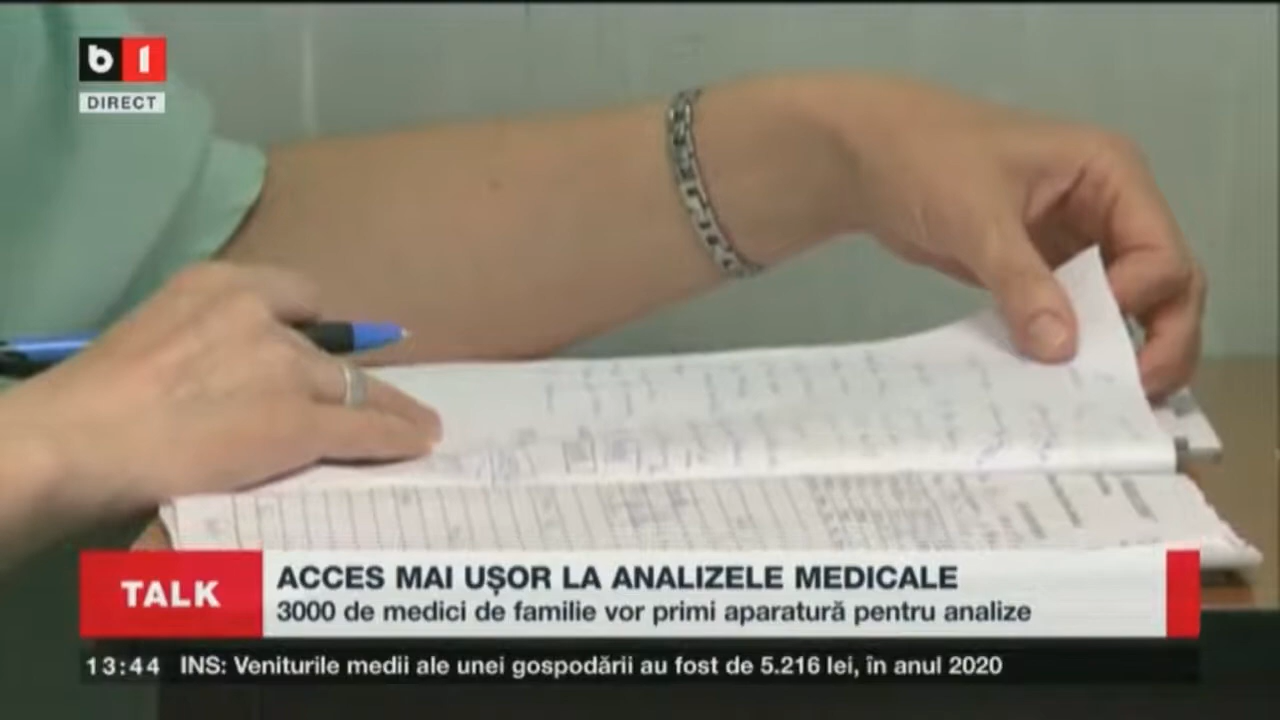 b 1
DIRECT
TALK
ACCES MAI UȘOR LA ANALIZELE MEDICALE
3000 de medici de familie vor primi aparatură pentru analize
13:44 INS: Veniturile medii ale unei gospodării au fost de 5.216 lei, în anul 2020